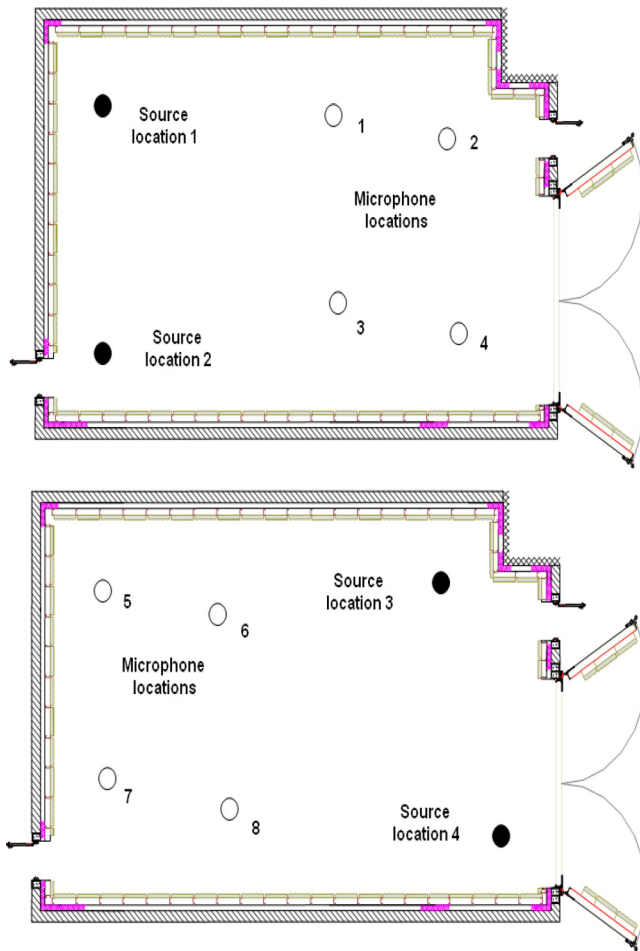 Source
location 1
1
2
Microphone
locations
3
4
Source
location 2
5
6
Source
location 3
Microphone
locations
7
8
Source
location 4